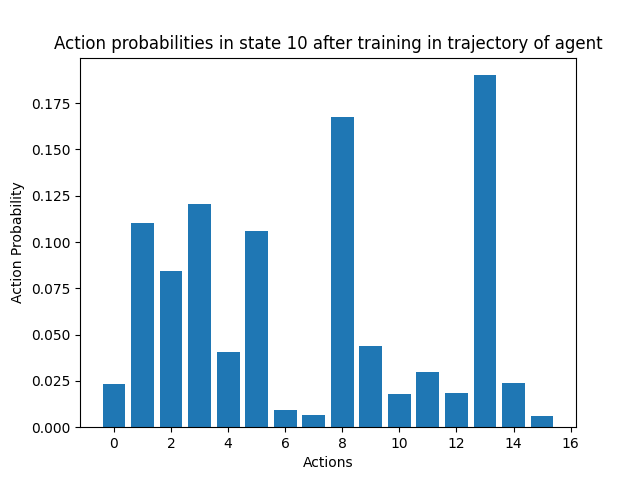 Action probabilities in state 10 after training in trajectory of agent
0.175
0.150
0.125
0.100
0.075
0.050
0.025
0.000
Action Probability
0 2 4 6 8 10 12 14 16
Actions